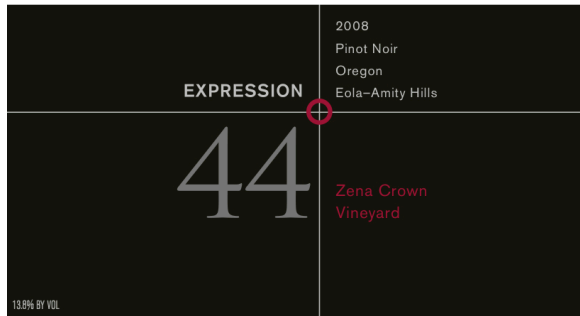 2008
Pinot Noir
Oregon
Eola–Amity Hills
EXPRESSION
44
Zena Crown
Vineyard
13.8% BY VOL